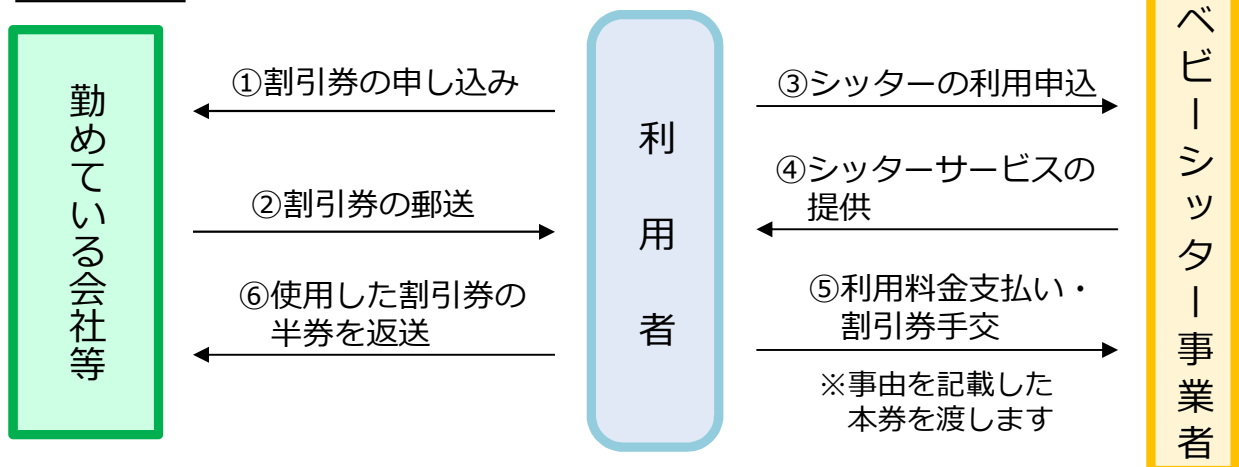 勤めている会社等
①割引券の申し込み
②割引券の郵送
⑥使用した割引券の
半券を返送
利用者
③シッターの利用申込
④シッターサービスの
提供
⑤利用料金支払い・
割引券手交
※事由を記載した
本券を渡します
ベビーシッター事業者